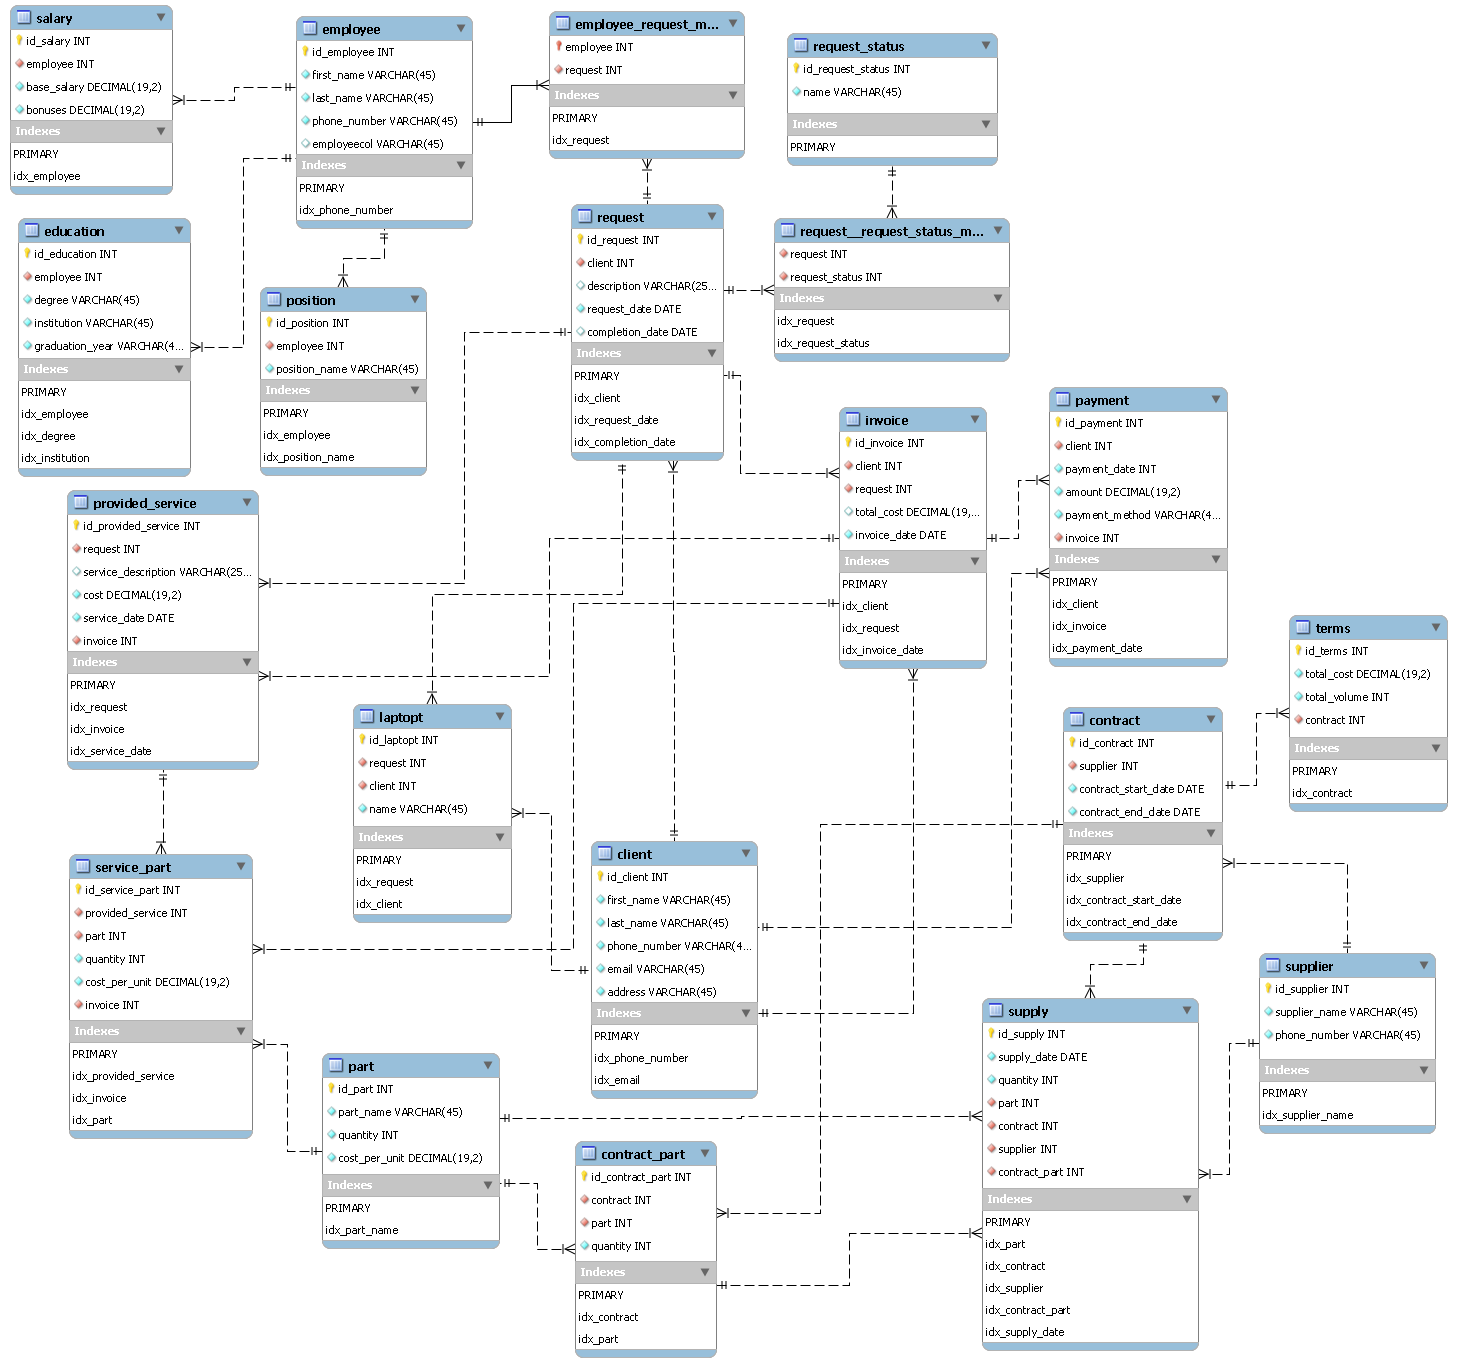 salary
id_salary INT
employee INT
base_salary DECIMAL(19,2)
bonuses DECIMAL(19,2)
Indexes
PRIMARY
idx_employee
employee
id_employee INT
first_name VARCHAR(45)
last_name VARCHAR(45)
phone_number VARCHAR(45)
employeecol VARCHAR(45)
Indexes
PRIMARY
idx_phone_number
employee_request_m...
employee INT
request INT
Indexes
PRIMARY
idx_request
request_status
id_request_status INT
name VARCHAR(45)
Indexes
PRIMARY
education
id_education INT
employee INT
degree VARCHAR(45)
institution VARCHAR(45)
graduation_year VARCHAR(4...
Indexes
PRIMARY
idx_employee
idx_degree
idx_institution
position
id_position INT
employee INT
position_name VARCHAR(45)
Indexes
PRIMARY
idx_employee
idx_position_name
request
id_request INT
client INT
description VARCHAR(25...
request_date DATE
completion_date DATE
Indexes
PRIMARY
idx_client
idx_request_date
idx_completion_date
request__request_status_m...
request INT
request_status INT
Indexes
idx_request
idx_request_status
invoice
id_invoice INT
client INT
request INT
total_cost DECIMAL(19,...
invoice_date DATE
Indexes
PRIMARY
idx_client
idx_request
idx_invoice_date
payment
id_payment INT
client INT
payment_date INT
amount DECIMAL(19,2)
payment_method VARCHAR(4...
invoice INT
Indexes
PRIMARY
idx_client
idx_invoice
idx_payment_date
provided_service
id_provided_service INT
request INT
service_description VARCHAR(25...
cost DECIMAL(19,2)
service_date DATE
invoice INT
Indexes
PRIMARY
idx_request
idx_invoice
idx_service_date
terms
id_terms INT
total_cost DECIMAL(19,2)
total_volume INT
contract INT
Indexes
PRIMARY
idx_contract
laptopt
id_laptopt INT
request INT
client INT
name VARCHAR(45)
Indexes
PRIMARY
idx_request
idx_client
contract
id_contract INT
supplier INT
contract_start_date DATE
contract_end_date DATE
Indexes
PRIMARY
idx_supplier
idx_contract_start_date
idx_contract_end_date
service_part
id_service_part INT
provided_service INT
part INT
quantity INT
cost_per_unit DECIMAL(19,2)
invoice INT
Indexes
PRIMARY
idx_provided_service
idx_invoice
idx_part
client
id_client INT
first_name VARCHAR(45)
last_name VARCHAR(45)
phone_number VARCHAR(4...
email VARCHAR(45)
address VARCHAR(45)
Indexes
PRIMARY
idx_phone_number
idx_email
supplier
id_supplier INT
supplier_name VARCHAR(45)
phone_number VARCHAR(45)
Indexes
PRIMARY
idx_supplier_name
supply
id_supply INT
supply_date DATE
quantity INT
part INT
contract INT
supplier INT
contract_part INT
Indexes
PRIMARY
idx_part
idx_contract
idx_supplier
idx_contract_part
idx_supply_date
part
id_part INT
part_name VARCHAR(45)
quantity INT
cost_per_unit DECIMAL(19,2)
Indexes
PRIMARY
idx_part_name
contract_part
id_contract_part INT
contract INT
part INT
quantity INT
Indexes
PRIMARY
idx_contract
idx_part